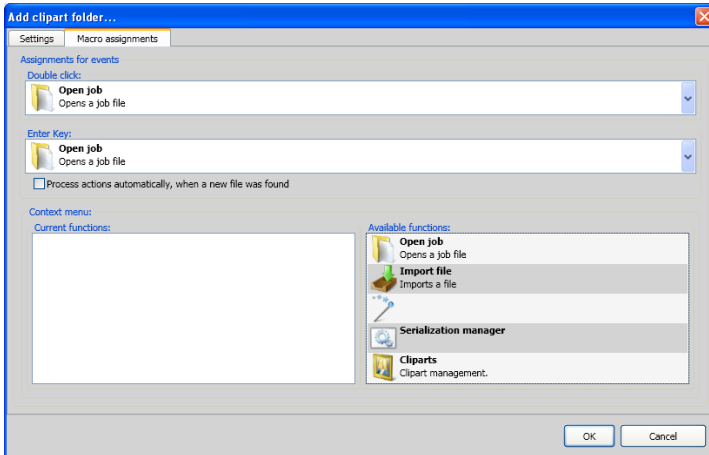 Add clipart folder...
Settings
Macro assignments
Assignments for events
Double click:
Open job
Opens a job file
Enter Key:
Open job
Opens a job file
Process actions automatically, when a new file was found
Context menu:
Current functions:
Available functions:
Open job
Opens a job file
Import file
Imports a file
Serialization manager
Cliparts
Clipart management.
OK
Cancel